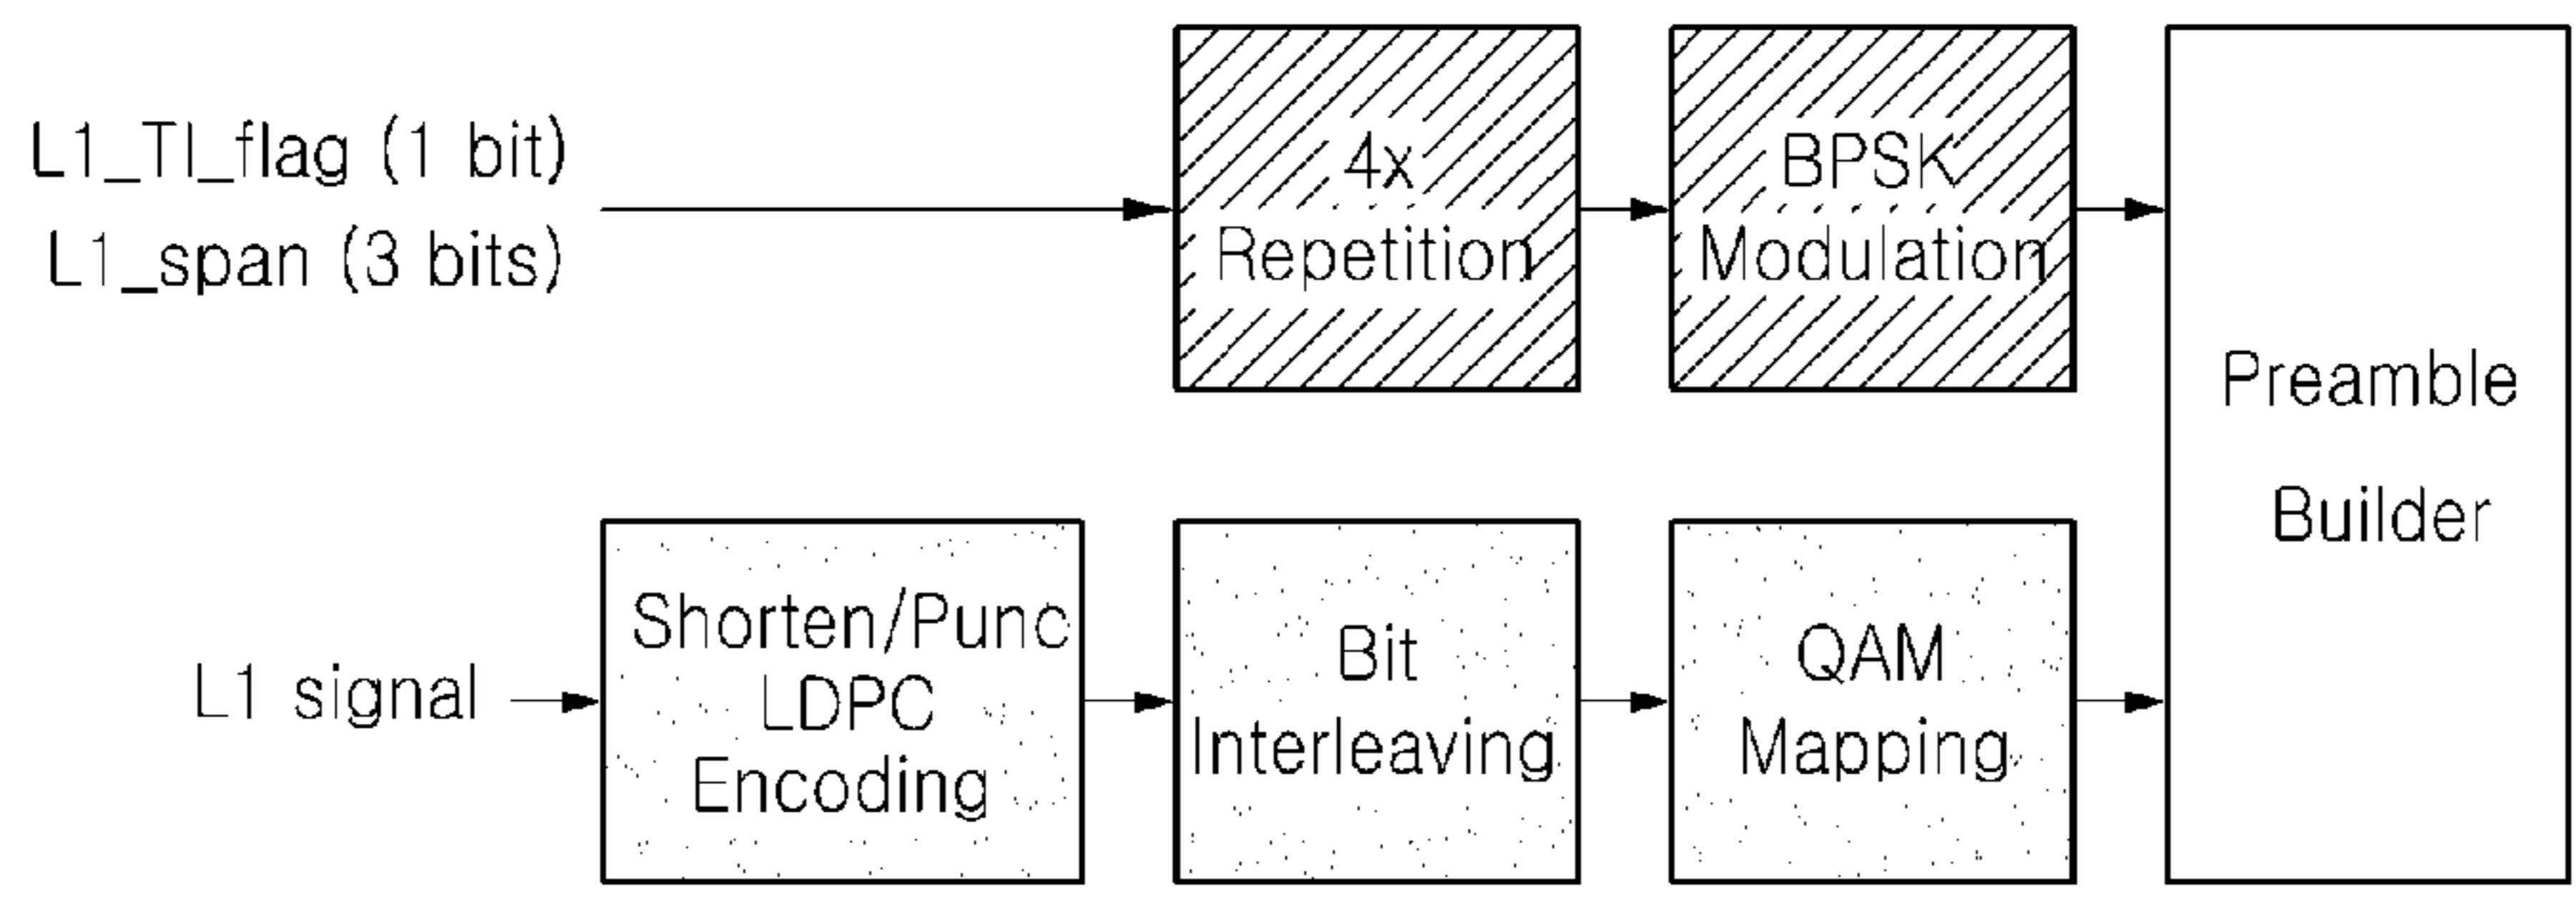 L1_TI_flag (1 bit)
L1_span (3 bits)
4x
Repetition
BPSK
Modulation
Preamble
Builder
L1 signal
Shorten/Punc
LDPC
Encoding
Bit
Interleaving
QAM
Mapping